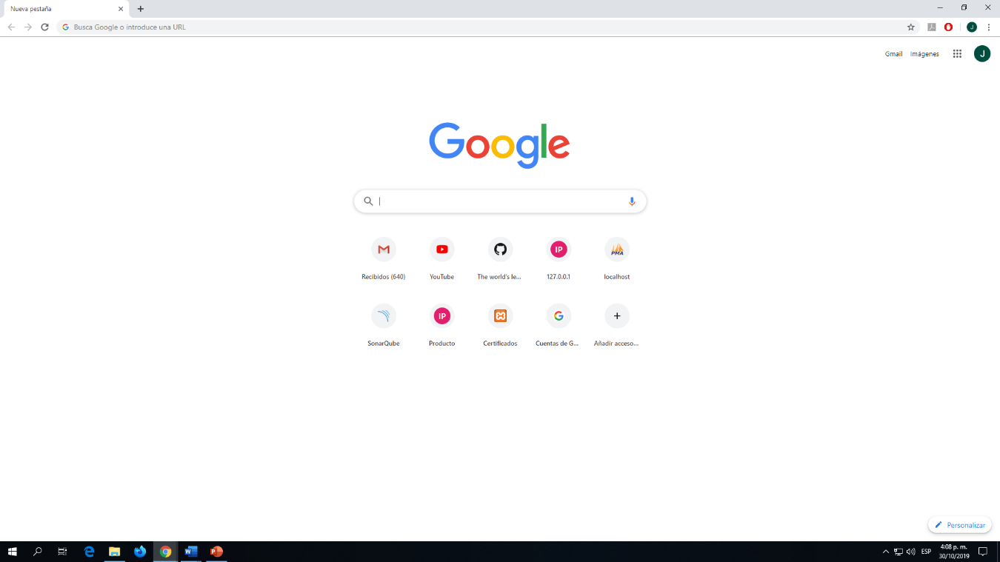 Nueva pestaña
Busca Google o introduce una URL
J
Gmail
Imágenes
J
Google
Recibidos (640)
YouTube
The world's le...
IP
127.0.0.1
PMA
localhost
SonarQube
IP
Producto
Certificados
Cuentas de G...
Añadir acceso...
Personalizar
ESP
4:08 p. m.
30/10/2019